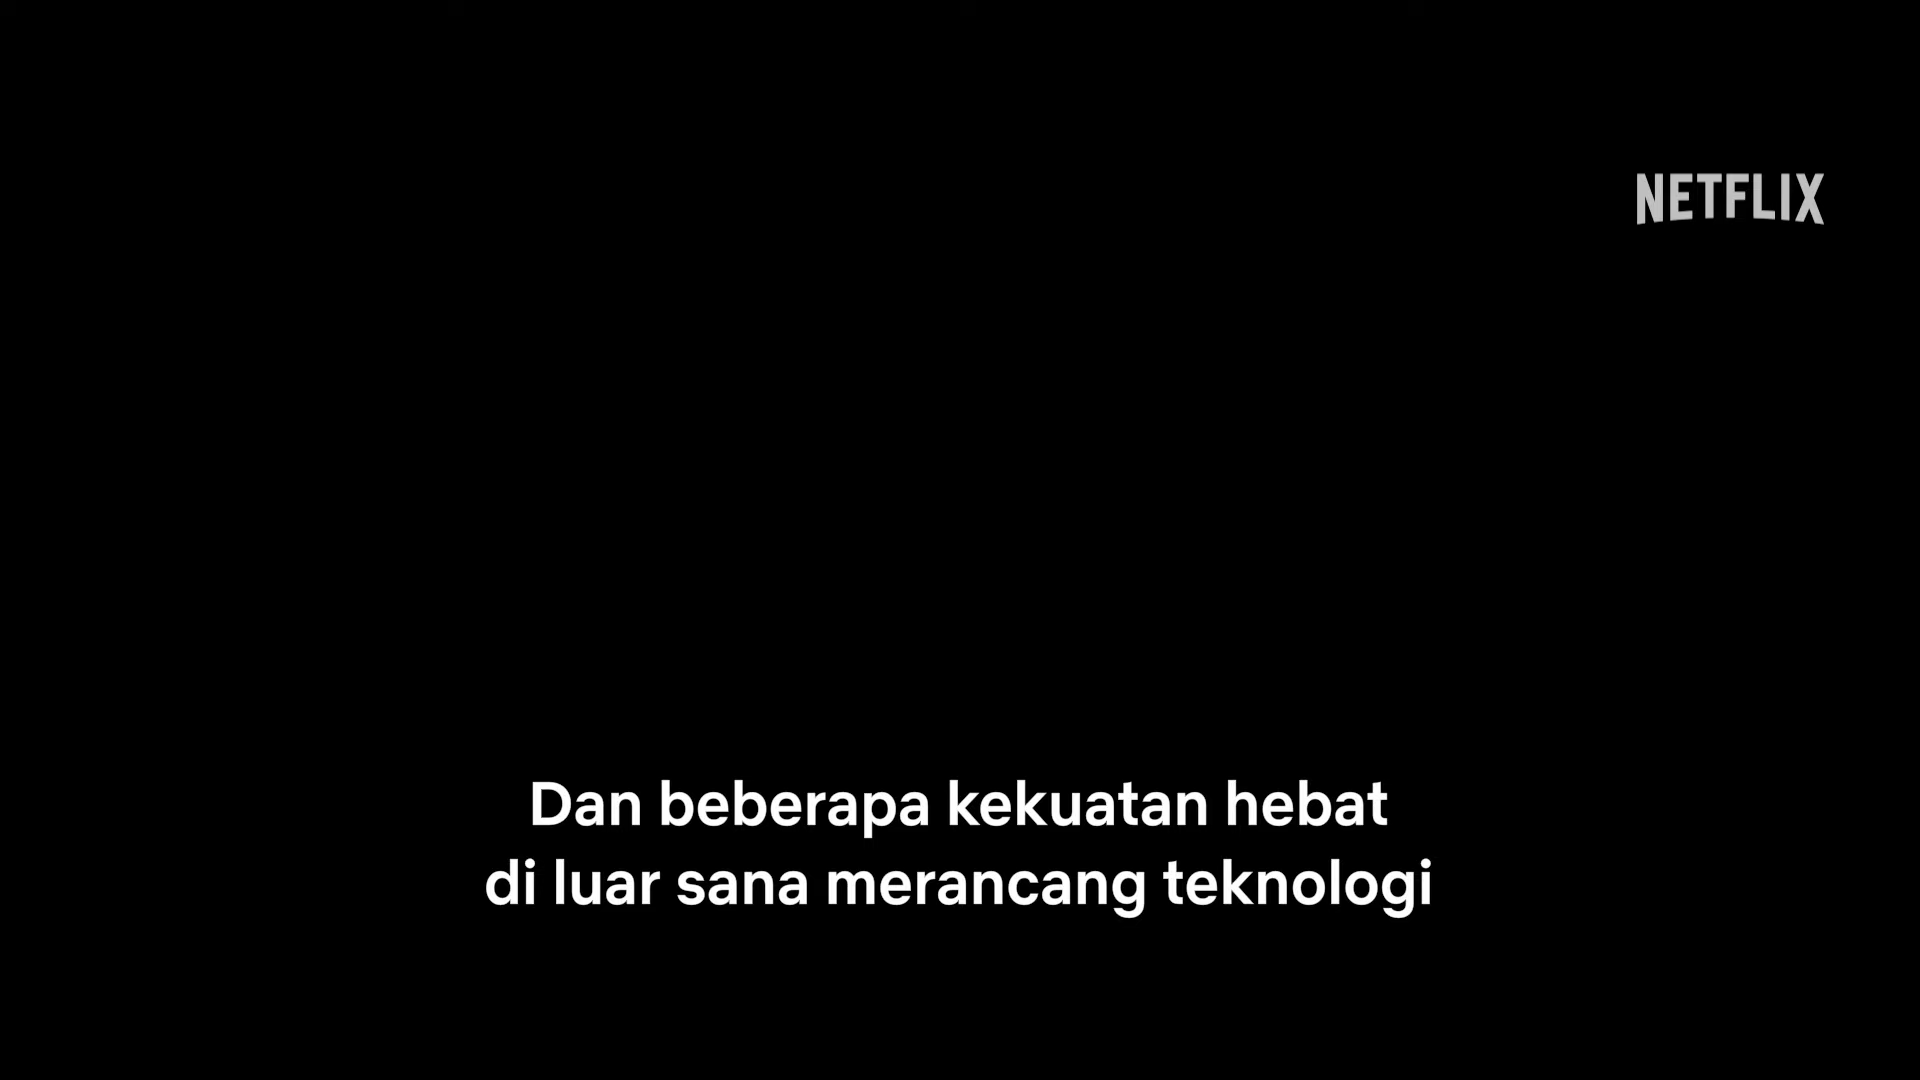 NETFLIX
Dan beberapa kekuatan hebat
di luar sana merancang teknologi